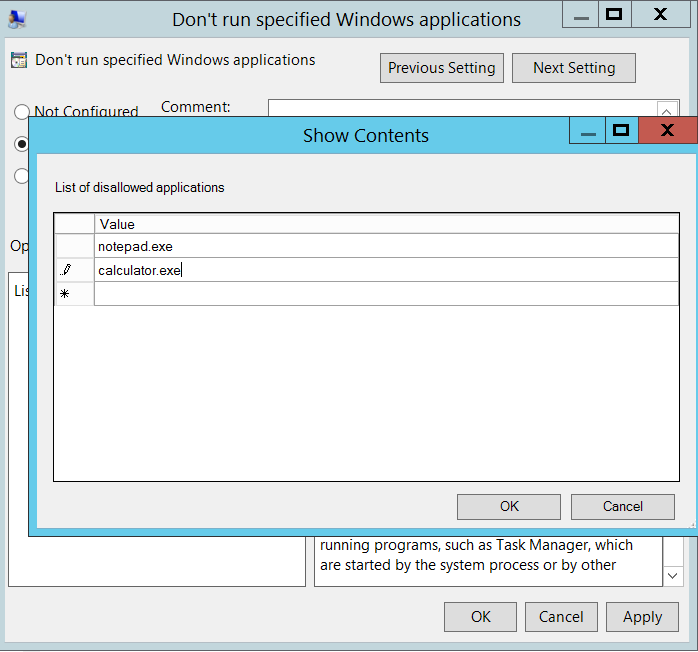 Don't run specified Windows applications
Don't run specified Windows applications
Previous Setting
Next Setting
Not Configured
Comment:
Show Contents
List of disallowed applications
Value
notepad.exe
calculator.exe
OK
Cancel
Op
Lis
running programs, such as Task Manager, which
are started by the system process or by other
OK
Cancel
Apply